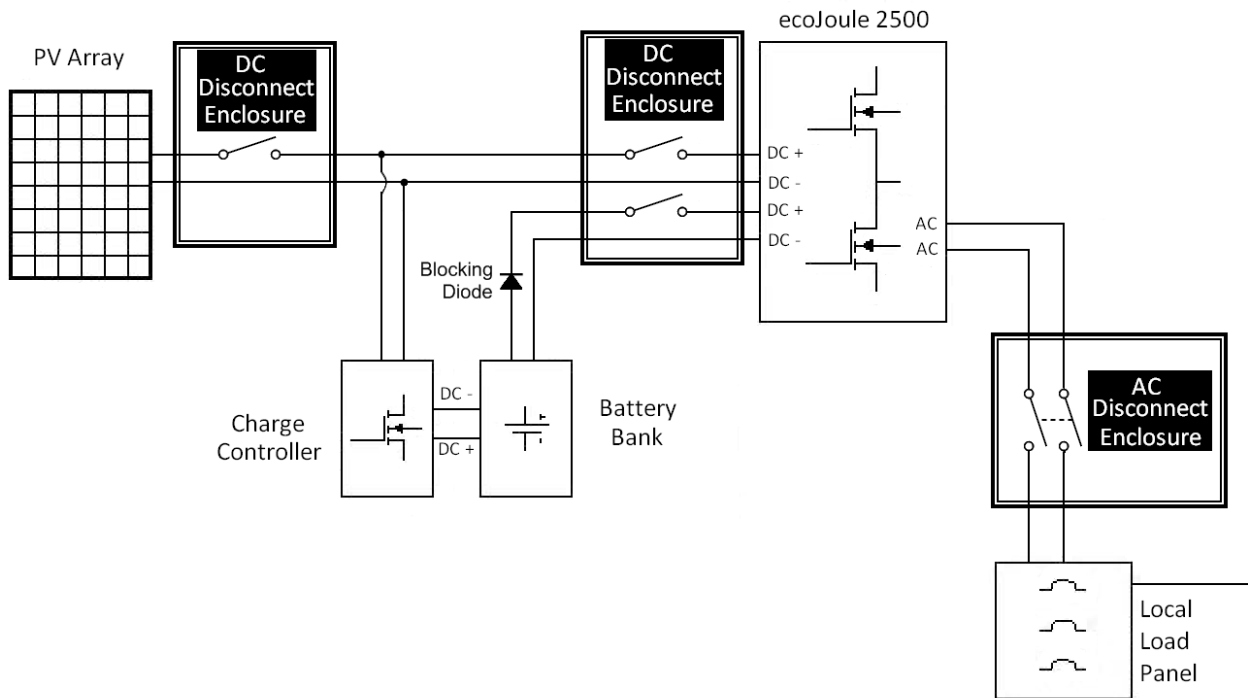 ecoJoule 2500
PV Array
DC
Disconnect
Enclosure
DC
Disconnect
Enclosure
DC +
DC -
DC +
DC -
AC
AC
Blocking
Diode
Charge
Controller
DC -
DC +
Battery
Bank
AC
Disconnect
Enclosure
Local
Load
Panel